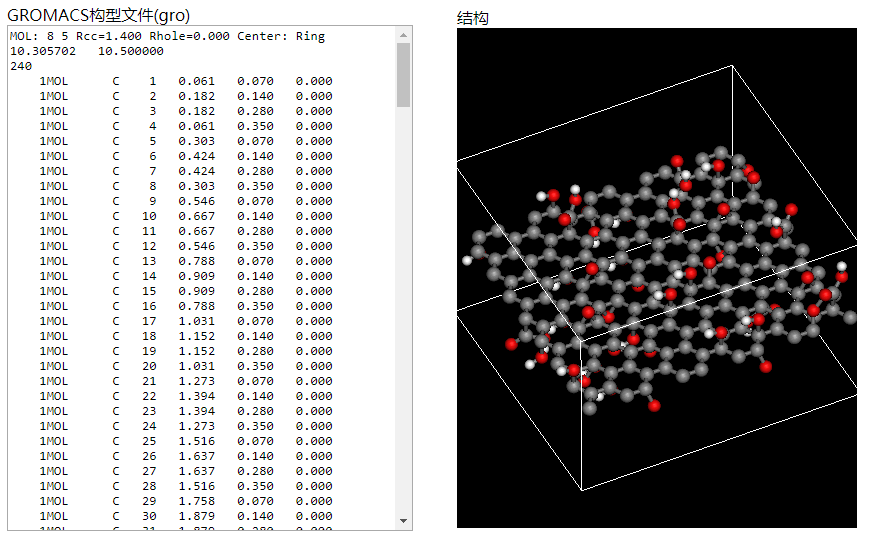 GROMACS构型文件(gro)
MOL: 8 5 Rcc=1.400 Rhole=0.000 Center: Ring
10.305702   10.500000
240
    1MOL      C    1   0.061   0.070   0.000
    1MOL      C    2   0.182   0.140   0.000
    1MOL      C    3   0.182   0.280   0.000
    1MOL      C    4   0.061   0.350   0.000
    1MOL      C    5   0.303   0.070   0.000
    1MOL      C    6   0.424   0.140   0.000
    1MOL      C    7   0.424   0.280   0.000
    1MOL      C    8   0.303   0.350   0.000
    1MOL      C    9   0.546   0.070   0.000
    1MOL      C   10   0.667   0.140   0.000
    1MOL      C   11   0.667   0.280   0.000
    1MOL      C   12   0.546   0.350   0.000
    1MOL      C   13   0.788   0.070   0.000
    1MOL      C   14   0.909   0.140   0.000
    1MOL      C   15   0.909   0.280   0.000
    1MOL      C   16   0.788   0.350   0.000
    1MOL      C   17   1.031   0.070   0.000
    1MOL      C   18   1.152   0.140   0.000
    1MOL      C   19   1.152   0.280   0.000
    1MOL      C   20   1.031   0.350   0.000
    1MOL      C   21   1.273   0.070   0.000
    1MOL      C   22   1.394   0.140   0.000
    1MOL      C   23   1.394   0.280   0.000
    1MOL      C   24   1.273   0.350   0.000
    1MOL      C   25   1.516   0.070   0.000
    1MOL      C   26   1.637   0.140   0.000
    1MOL      C   27   1.637   0.280   0.000
    1MOL      C   28   1.516   0.350   0.000
    1MOL      C   29   1.758   0.070   0.000
    1MOL      C   30   1.879   0.140   0.000
    1MOL      C   31   1.879   0.280   0.000
结构